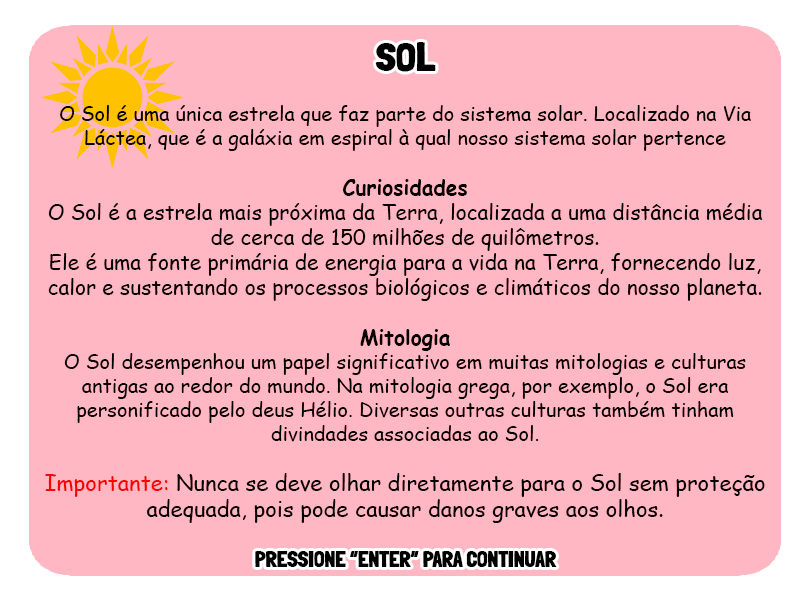 SOL
O Sol é uma única estrela que faz parte do sistema solar. Localizado na Via
Láctea, que é a galáxia em espiral à qual nosso sistema solar pertence
Curiosidades
O Sol é a estrela mais próxima da Terra, localizada a uma distância média
de cerca de 150 milhões de quilômetros.
Ele é uma fonte primária de energia para a vida na Terra, fornecendo luz,
calor e sustentando os processos biológicos e climáticos do nosso planeta.
Mitologia
O Sol desempenhou um papel significativo em muitas mitologias e culturas
antigas ao redor do mundo. Na mitologia grega, por exemplo, o Sol era
personificado pelo deus Hélio. Diversas outras culturas também tinham
divindades associadas ao Sol.
Importante: Nunca se deve olhar diretamente para o Sol sem proteção
adequada, pois pode causar danos graves aos olhos.
PRESSIONE "ENTER" PARA CONTINUAR